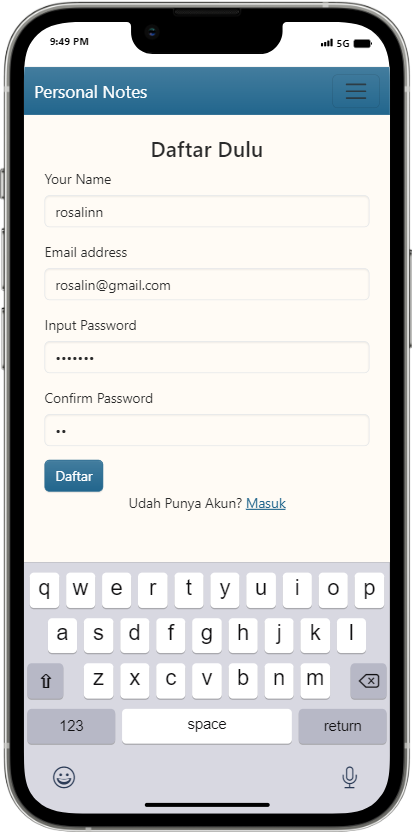 9:49 PM 5G
Personal Notes
Daftar Dulu
Your Name
rosalinn
Email address
rosalin@gmail.com
Input Password
•••••••
Confirm Password
••
Daftar
Udah Punya Akun? Masuk
q w e r t y u i o p
a s d f g h j k l
z x c v b n m
123 space return